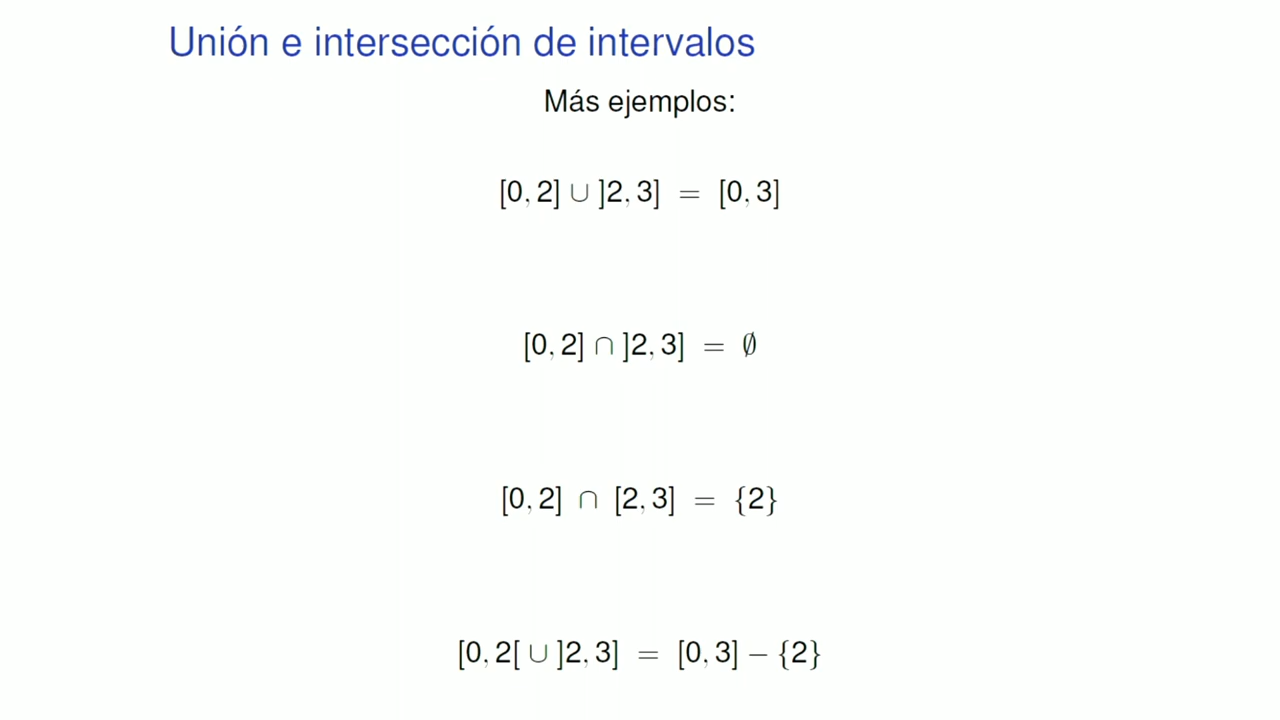 Unión e intersección de intervalos
Más ejemplos:
[0, 2] ∪ ]2, 3] = [0, 3]
[0, 2] ∩ ]2, 3] = ∅
[0, 2] ∩ [2, 3] = {2}
[0, 2[ ∪ ]2, 3] = [0, 3] − {2}